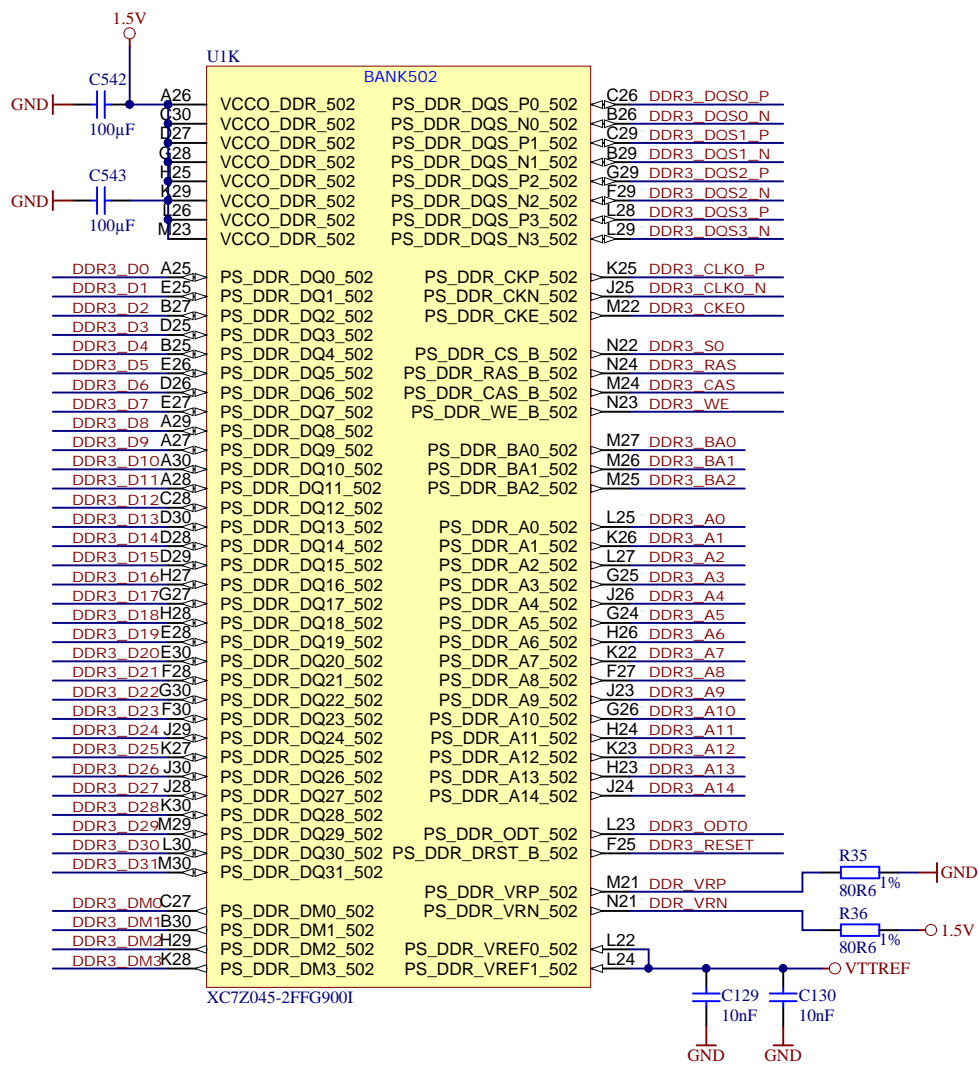 1.5V
U1K
BANK502
C542
GND
100µF
C543
GND
100µF
A26 VCCO_DDR_502
C30 VCCO_DDR_502
D27 VCCO_DDR_502
G28 VCCO_DDR_502
H25 VCCO_DDR_502
K29 VCCO_DDR_502
L26 VCCO_DDR_502
M23 VCCO_DDR_502
DDR3_D0 A25 PS_DDR_DQ0_502
DDR3_D1 E25 PS_DDR_DQ1_502
DDR3_D2 B27 PS_DDR_DQ2_502
DDR3_D3 D25 PS_DDR_DQ3_502
DDR3_D4 B25 PS_DDR_DQ4_502
DDR3_D5 E26 PS_DDR_DQ5_502
DDR3_D6 D26 PS_DDR_DQ6_502
DDR3_D7 E27 PS_DDR_DQ7_502
DDR3_D8 A29 PS_DDR_DQ8_502
DDR3_D9 A27 PS_DDR_DQ9_502
DDR3_D10 A30 PS_DDR_DQ10_502
DDR3_D11 A28 PS_DDR_DQ11_502
DDR3_D12 C28 PS_DDR_DQ12_502
DDR3_D13 D30 PS_DDR_DQ13_502
DDR3_D14 D28 PS_DDR_DQ14_502
DDR3_D15 D29 PS_DDR_DQ15_502
DDR3_D16 H27 PS_DDR_DQ16_502
DDR3_D17 G27 PS_DDR_DQ17_502
DDR3_D18 H28 PS_DDR_DQ18_502
DDR3_D19 E28 PS_DDR_DQ19_502
DDR3_D20 E30 PS_DDR_DQ20_502
DDR3_D21 F28 PS_DDR_DQ21_502
DDR3_D22 G30 PS_DDR_DQ22_502
DDR3_D23 F30 PS_DDR_DQ23_502
DDR3_D24 J29 PS_DDR_DQ24_502
DDR3_D25 K27 PS_DDR_DQ25_502
DDR3_D26 J30 PS_DDR_DQ26_502
DDR3_D27 J28 PS_DDR_DQ27_502
DDR3_D28 K30 PS_DDR_DQ28_502
DDR3_D29 M29 PS_DDR_DQ29_502
DDR3_D30 L30 PS_DDR_DQ30_502
DDR3_D31 M30 PS_DDR_DQ31_502
DDR3_DM0 C27 PS_DDR_DM0_502
DDR3_DM1 B30 PS_DDR_DM1_502
DDR3_DM2 H29 PS_DDR_DM2_502
DDR3_DM3 K28 PS_DDR_DM3_502
PS_DDR_DQS_P0_502 C26 DDR3_DQS0_P
PS_DDR_DQS_N0_502 B26 DDR3_DQS0_N
PS_DDR_DQS_P1_502 C29 DDR3_DQS1_P
PS_DDR_DQS_N1_502 B29 DDR3_DQS1_N
PS_DDR_DQS_P2_502 G29 DDR3_DQS2_P
PS_DDR_DQS_N2_502 F29 DDR3_DQS2_N
PS_DDR_DQS_P3_502 L28 DDR3_DQS3_P
PS_DDR_DQS_N3_502 L29 DDR3_DQS3_N
PS_DDR_CKP_502 K25 DDR3_CLK0_P
PS_DDR_CKN_502 J25 DDR3_CLK0_N
PS_DDR_CKE_502 M22 DDR3_CKE0
PS_DDR_CS_B_502 N22 DDR3_S0
PS_DDR_RAS_B_502 N24 DDR3_RAS
PS_DDR_CAS_B_502 M24 DDR3_CAS
PS_DDR_WE_B_502 N23 DDR3_WE
PS_DDR_BA0_502 M27 DDR3_BA0
PS_DDR_BA1_502 M26 DDR3_BA1
PS_DDR_BA2_502 M25 DDR3_BA2
PS_DDR_A0_502 L25 DDR3_A0
PS_DDR_A1_502 K26 DDR3_A1
PS_DDR_A2_502 L27 DDR3_A2
PS_DDR_A3_502 G25 DDR3_A3
PS_DDR_A4_502 J26 DDR3_A4
PS_DDR_A5_502 G24 DDR3_A5
PS_DDR_A6_502 H26 DDR3_A6
PS_DDR_A7_502 K22 DDR3_A7
PS_DDR_A8_502 F27 DDR3_A8
PS_DDR_A9_502 J23 DDR3_A9
PS_DDR_A10_502 G26 DDR3_A10
PS_DDR_A11_502 H24 DDR3_A11
PS_DDR_A12_502 K23 DDR3_A12
PS_DDR_A13_502 H23 DDR3_A13
PS_DDR_A14_502 J24 DDR3_A14
PS_DDR_ODT_502 L23 DDR3_ODT0
PS_DDR_DRST_B_502 F25 DDR3_RESET
PS_DDR_VRP_502 M21 DDR_VRP
PS_DDR_VRN_502 N21 DDR_VRN
PS_DDR_VREF0_502 L22
PS_DDR_VREF1_502 L24
R35
80R6 1%
GND
R36
80R6 1%
1.5V
VTTREF
C129
10nF
GND
C130
10nF
GND
XC7Z045-2FFG900I